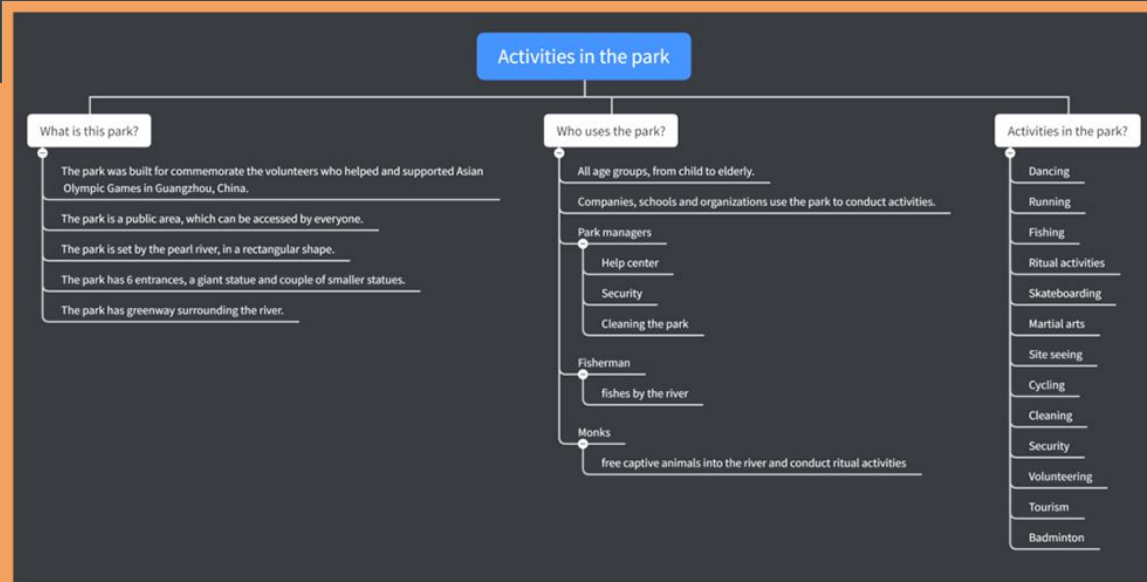 Activities in the park
What is this park?
The park was built for commemorate the volunteers who helped and supported Asian
Olympic Games in Guangzhou, China.
The park is a public area, which can be accessed by everyone.
The park is set by the pearl river, in a rectangular shape.
The park has 6 entrances, a giant statue and couple of smaller statues.
The park has greenway surrounding the river.
Who uses the park?
All age groups, from child to elderly.
Companies, schools and organizations use the park to conduct activities.
Park managers
Help center
Security
Cleaning the park
Fisherman
fishes by the river
Monks
free captive animals into the river and conduct ritual activities
Activities in the park?
Dancing
Running
Fishing
Ritual activities
Skateboarding
Martial arts
Site seeing
Cycling
Cleaning
Security
Volunteering
Tourism
Badminton